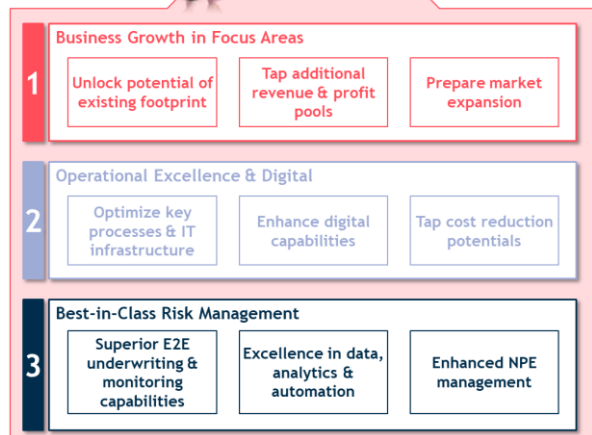 Business Growth in Focus Areas
1
Unlock potential of
existing footprint
Tap additional
revenue & profit
pools
Prepare market
expansion
Operational Excellence & Digital
2
Optimize key
processes & IT
infrastructure
Enhance digital
capabilities
Tap cost reduction
potentials
Best-in-Class Risk Management
3
Superior E2E
underwriting &
monitoring
capabilities
Excellence in data,
analytics &
automation
Enhanced NPE
management